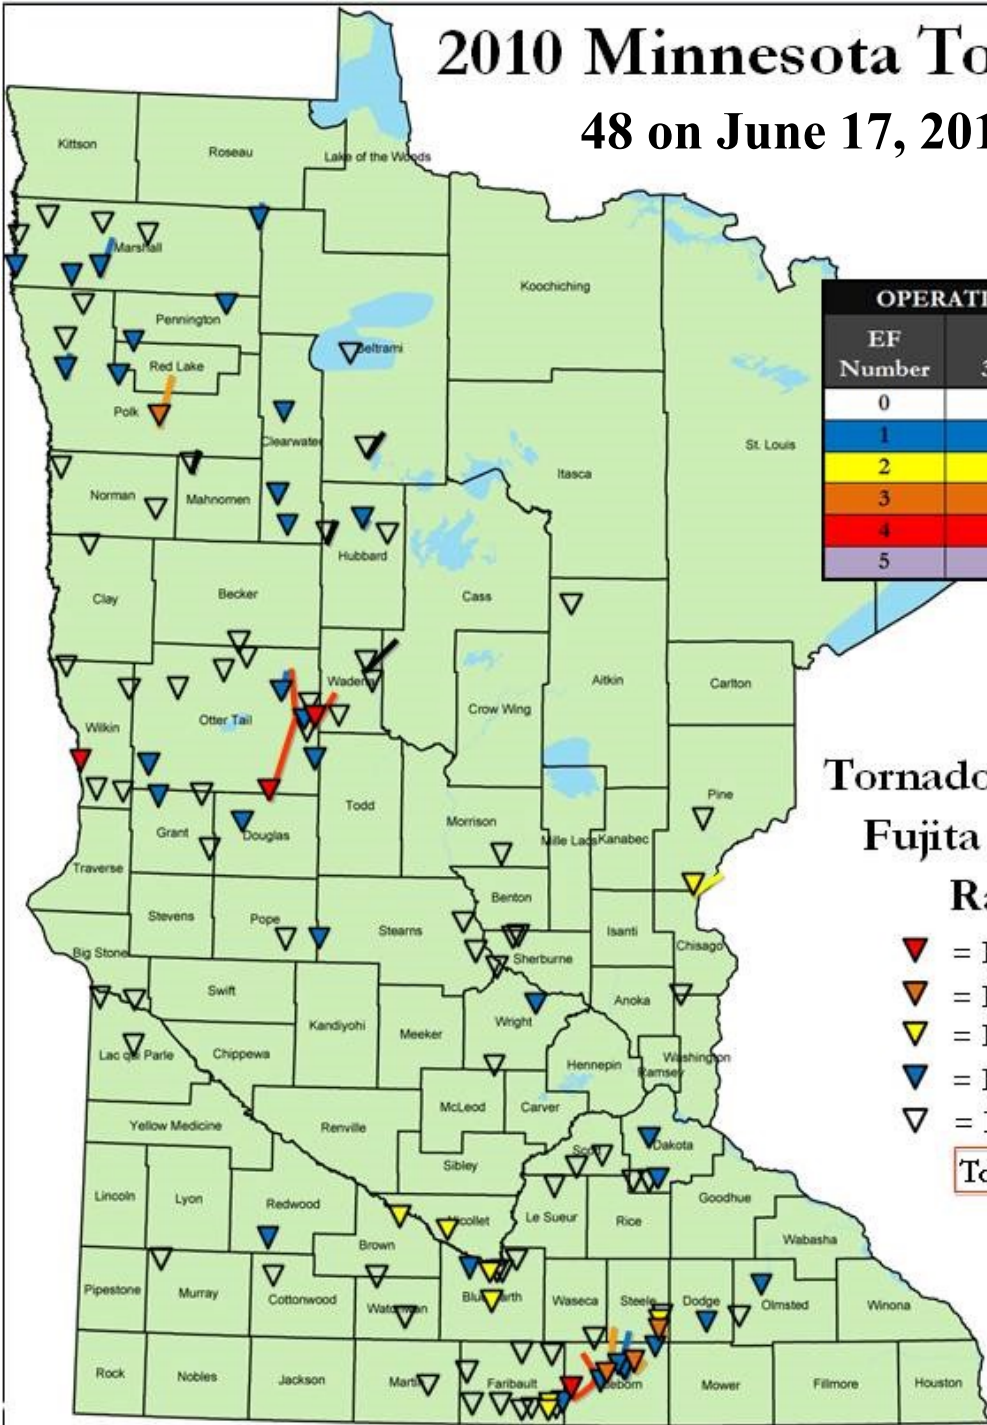 2010 Minnesota To
48 on June 17, 201
Kittson
Roseau
Lake of the Woods
Marshall
Koochiching
Pennington
Beltrami
Red Lake
Polk
Clearwater
St. Louis
Itasca
Norman
Mahnomen
Hubbard
Clay
Becker
Cass
Aitkin
Carlton
Wadena
Crow Wing
Otter Tail
Wilkin
Pine
Todd
Morrison
Grant
Douglas
Mille Lacs
Kanabec
Traverse
Benton
Stevens
Pope
Stearns
Isanti
Chisago
Big Stone
Sherburne
Swift
Anoka
Wright
Kandiyohi
Meeker
Lac qui Parle
Chippewa
Hennepin
Washington
Ramsey
McLeod
Carver
Yellow Medicine
Renville
Scott
Dakota
Sibley
Lincoln
Lyon
Redwood
Goodhue
Nicollet
Le Sueur
Rice
Brown
Wabasha
Pipestone
Murray
Cottonwood
Watonwan
Blue Earth
Waseca
Steele
Dodge
Olmsted
Winona
Rock
Nobles
Jackson
Martin
Faribault
eborn
Mower
Fillmore
Houston
OPERATI
EF
Number
3
0
1
2
3
4
5
Tornado
Fujita
Ra
=
=
=
=
=
To